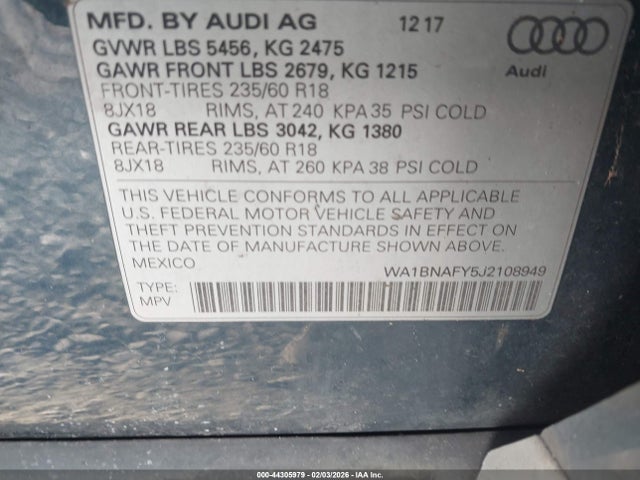 MFD. BY AUDI AG 12 17
GVWR LBS 5456, KG 2475
GAWR FRONT LBS 2679, KG 1215
FRONT-TIRES 235/60 R18
8JX18 RIMS, AT 240 KPA 35 PSI COLD
GAWR REAR LBS 3042, KG 1380
REAR-TIRES 235/60 R18
8JX18 RIMS, AT 260 KPA 38 PSI COLD
Audi
THIS VEHICLE CONFORMS TO ALL APPLICABLE
U.S. FEDERAL MOTOR VEHICLE SAFETY AND
THEFT PREVENTION STANDARDS IN EFFECT ON
THE DATE OF MANUFACTURE SHOWN ABOVE.
MEXICO WA1BNAFY5J2108949
TYPE:
MPV
000-44305979 - 02/03/2026 - IAA Inc.